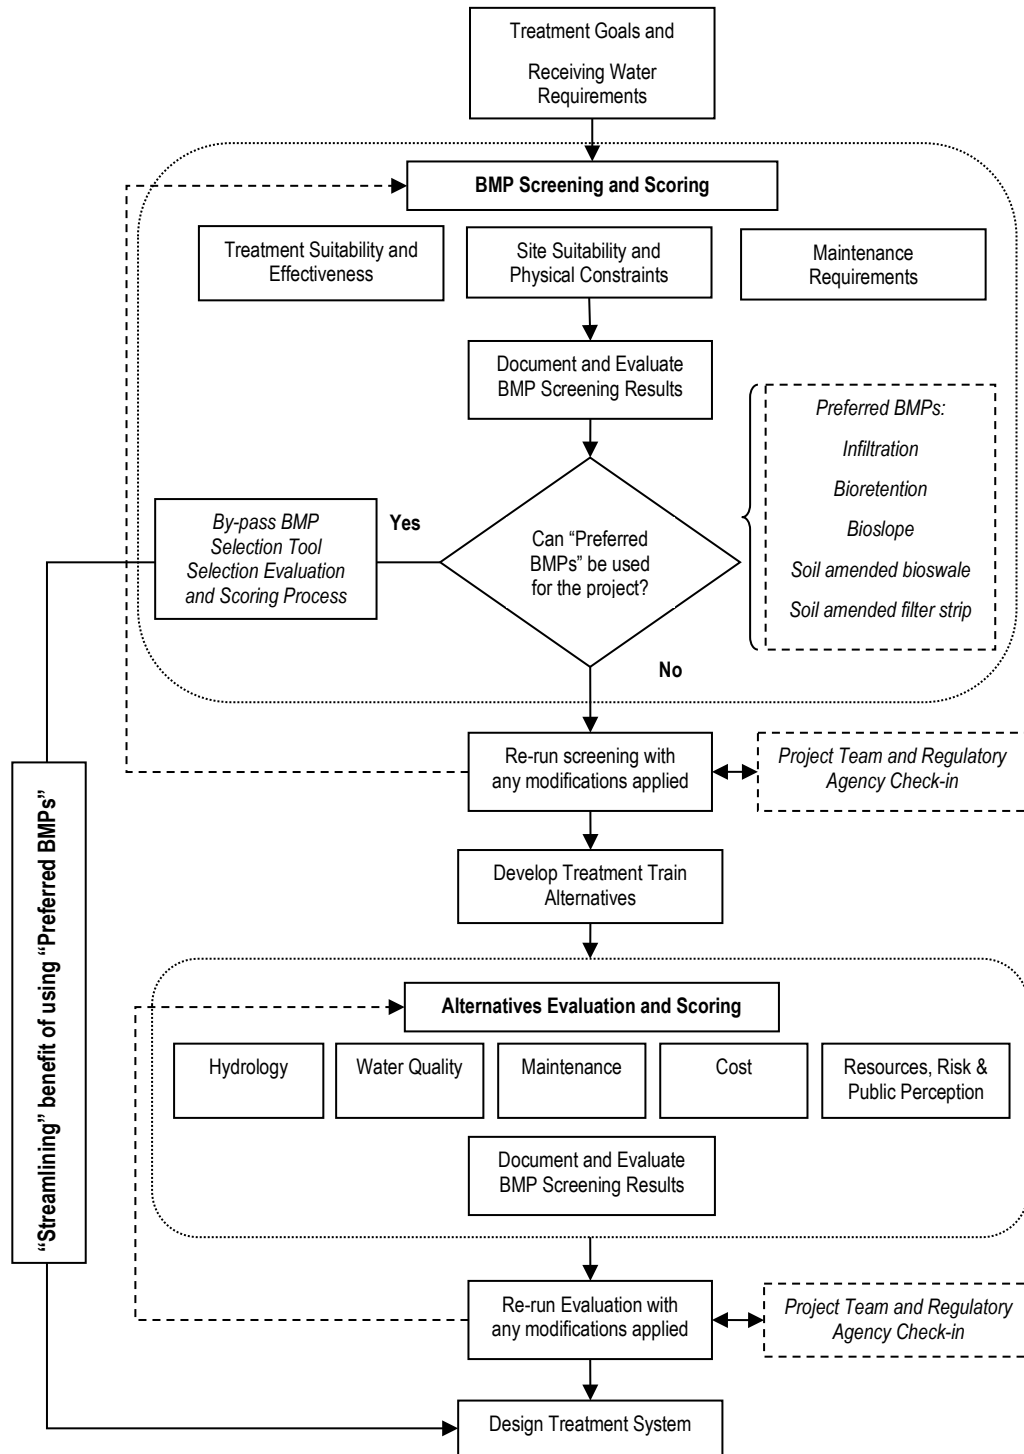 Treatment Goals and
Receiving Water
Requirements
BMP Screening and Scoring
Treatment Suitability and
Effectiveness
Site Suitability and
Physical Constraints
Maintenance
Requirements
Document and Evaluate
BMP Screening Results
Preferred BMPs:
Infiltration
Bioretention
Bioslope
Soil amended bioswale
Soil amended filter strip
Can “Preferred
BMPs” be used
for the project?
Yes
By-pass BMP
Selection Tool
Selection Evaluation
and Scoring Process
No
Re-run screening with
any modifications applied
Project Team and Regulatory
Agency Check-in
“Streamlining” benefit of using “Preferred BMPs”
Develop Treatment Train
Alternatives
Alternatives Evaluation and Scoring
Hydrology
Water Quality
Maintenance
Cost
Resources, Risk &
Public Perception
Document and Evaluate
BMP Screening Results
Re-run Evaluation with
any modifications applied
Project Team and Regulatory
Agency Check-in
Design Treatment System